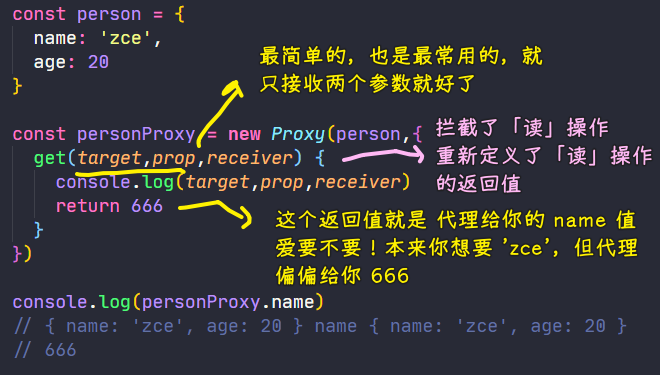 const person = {
name: 'zce',
age: 20
}
最简单的，也是最常用的，就
只接收两个参数就好了
const personProxy = new Proxy(person,{
get(target,prop,receiver) {
console.log(target,prop,receiver)
return 666
}
})
拦截了「读」操作
重新定义了「读」操作
的返回值
这个返回值就是 代理给你的 name 值
爱要不要！本来你想要 'zce'，但代理
偏偏给你 666
console.log(personProxy.name)
// { name: 'zce', age: 20 } name { name: 'zce', age: 20 }
// 666